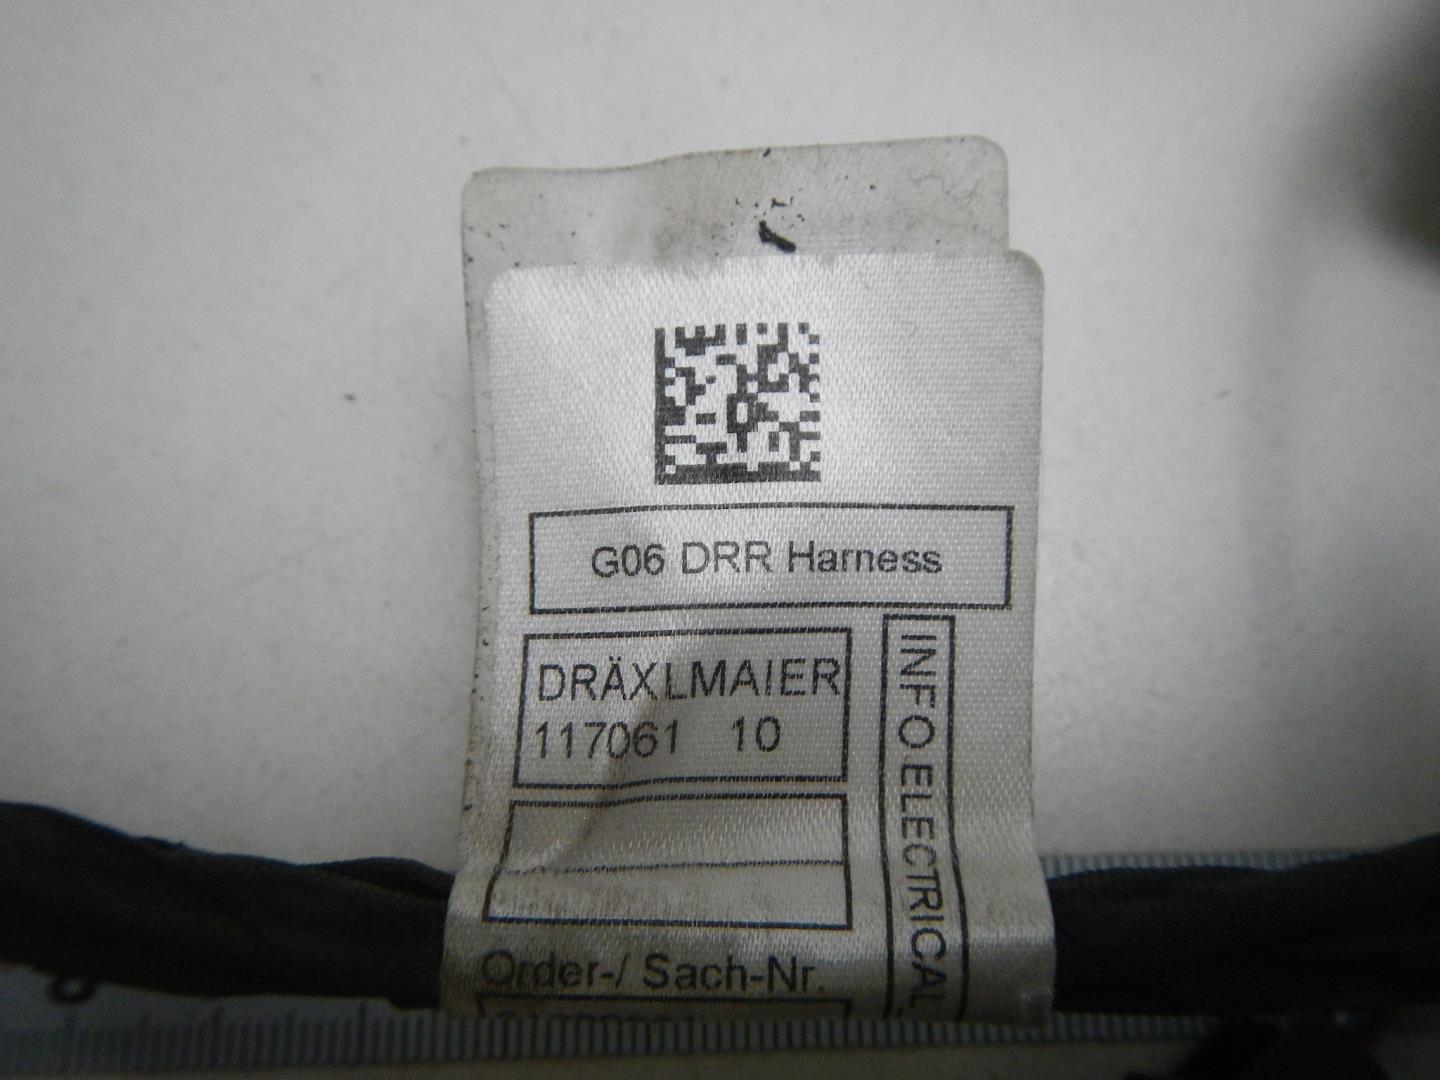 G06 DRR Harness
DRÄXLMAIER
117061 10
INFO ELECTRICAL
Order-/ Sach-Nr.